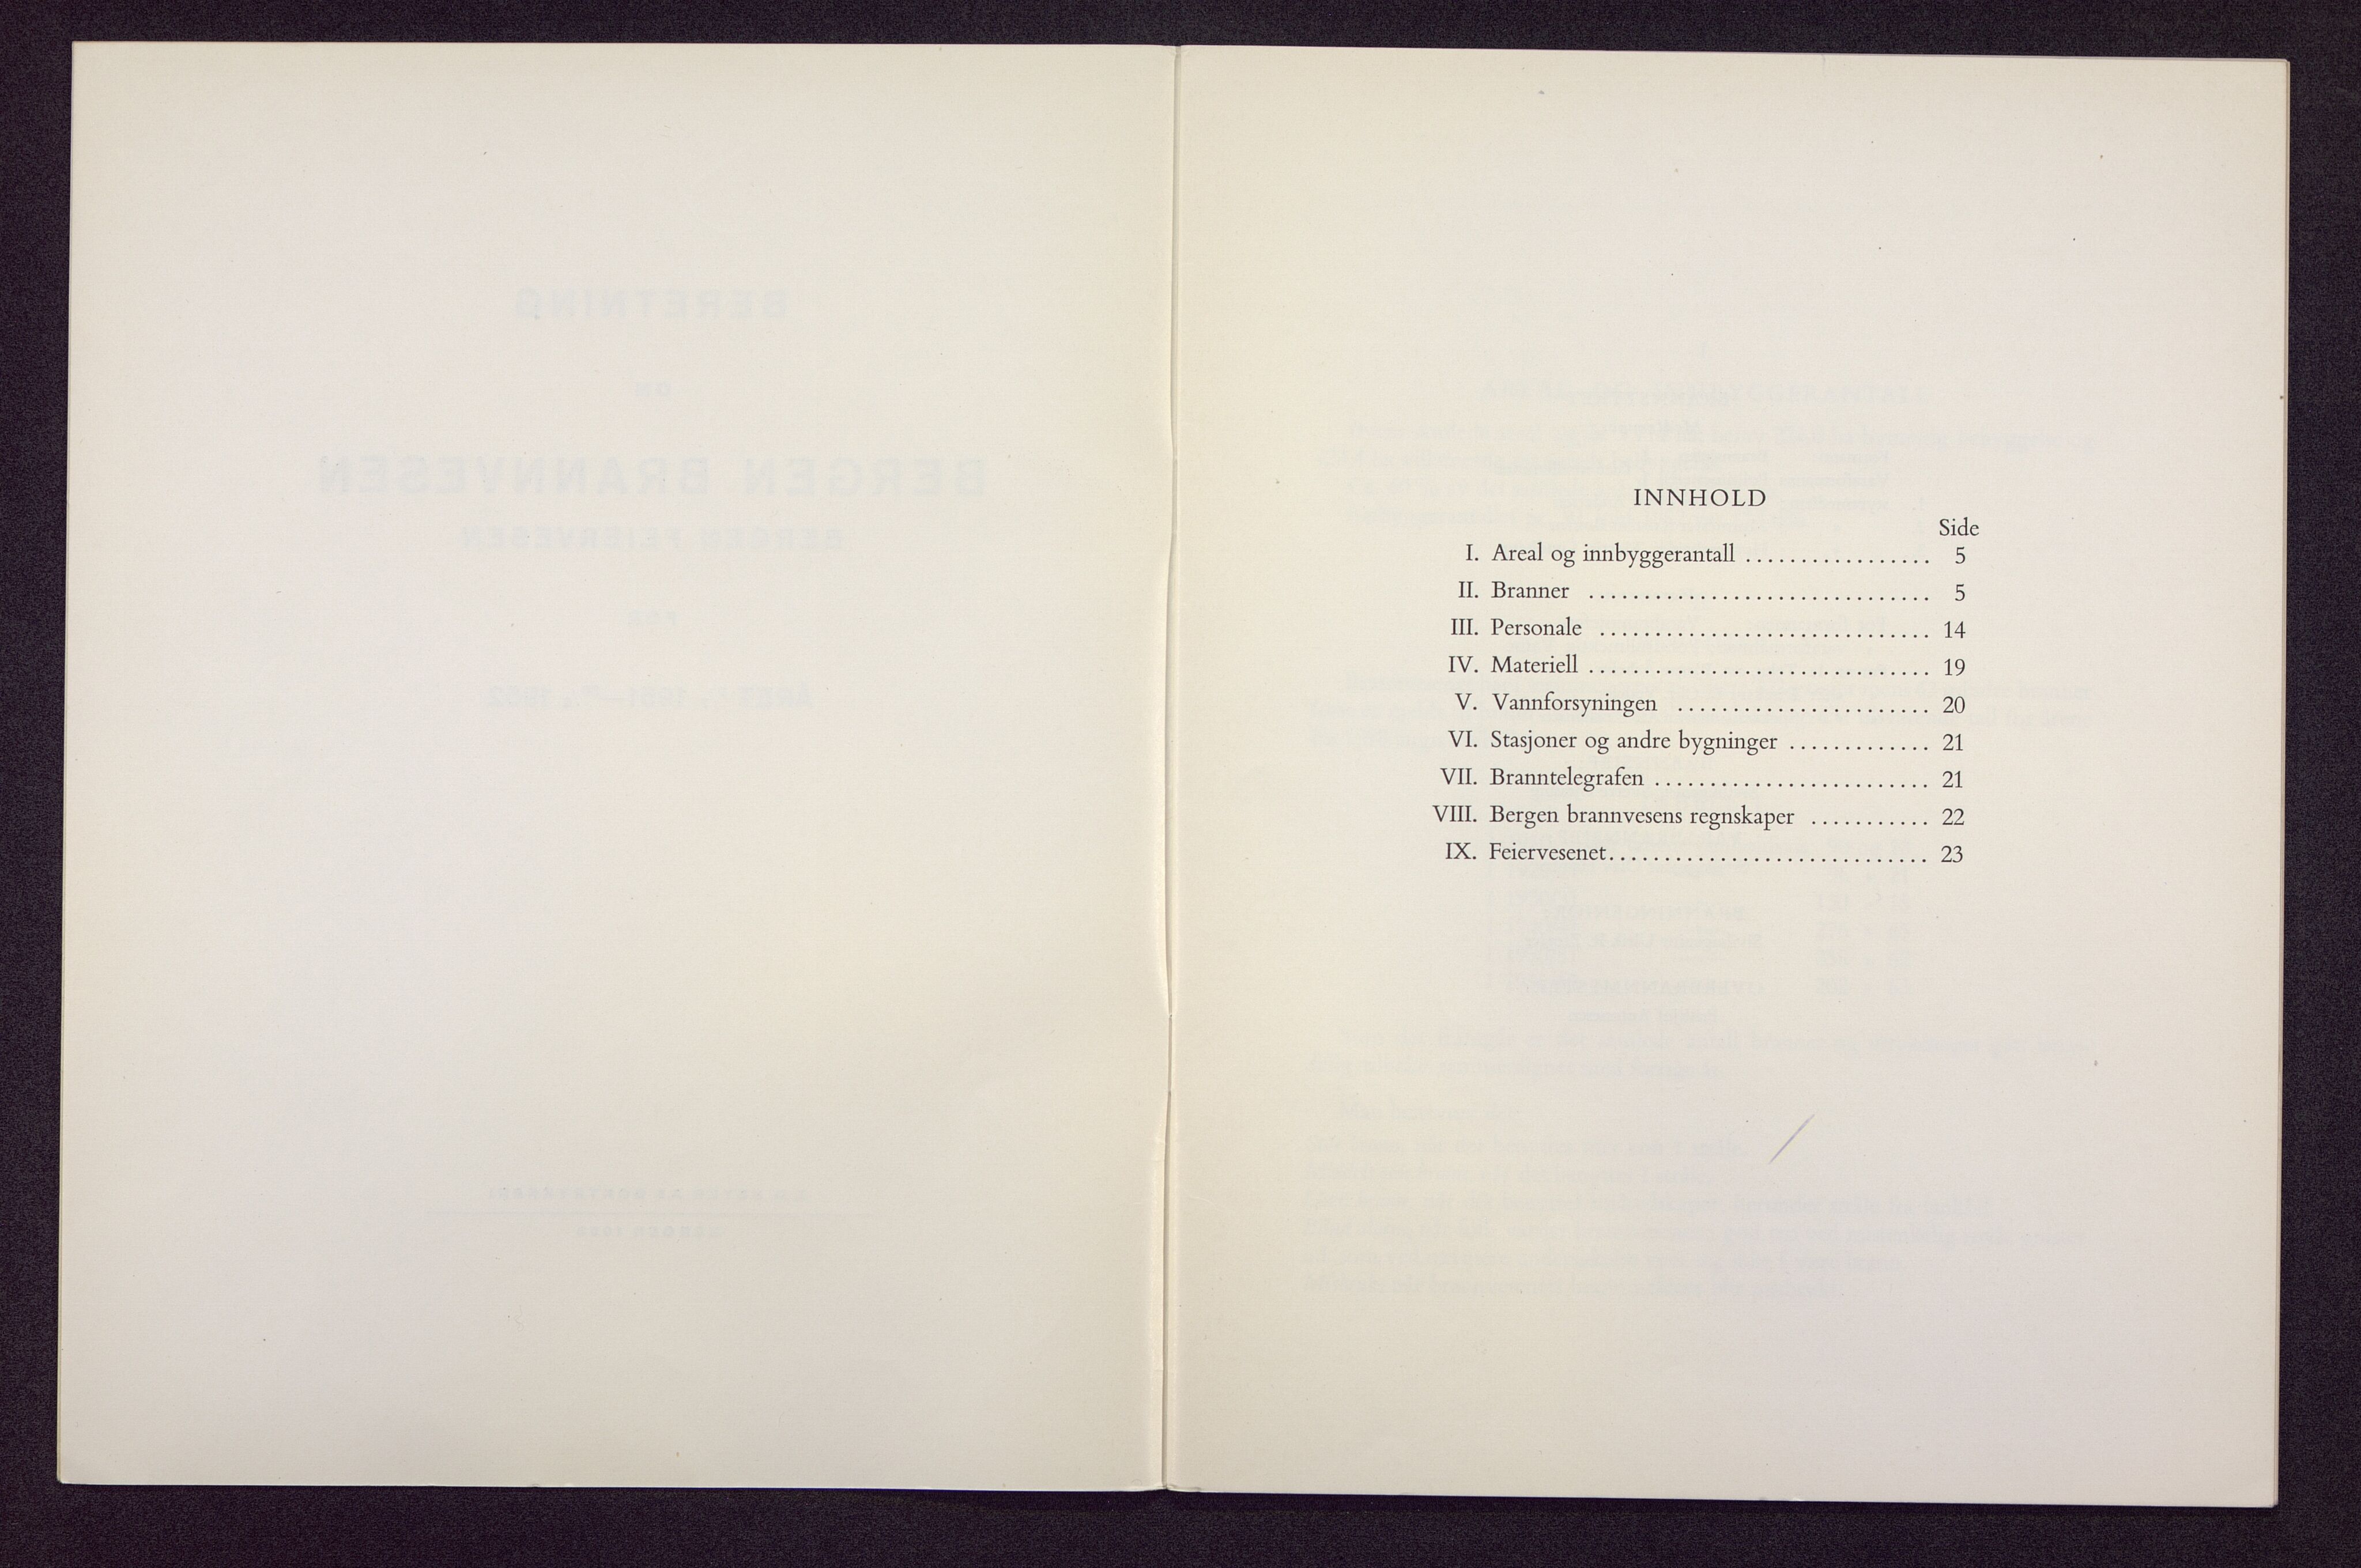 INNHOLD
Side
I. Areal og innbyggerantall ................. 5
II. Branner ............................... 5
III. Personale .............................. 14
IV. Materiell ............................... 19
V. Vannforsyningen ....................... 20
VI. Stasjoner og andre bygninger ............. 21
VII. Branntelegrafen ......................... 21
VIII. Bergen brannvesens regnskaper ........... 22
IX. Feiervesenet............................. 23